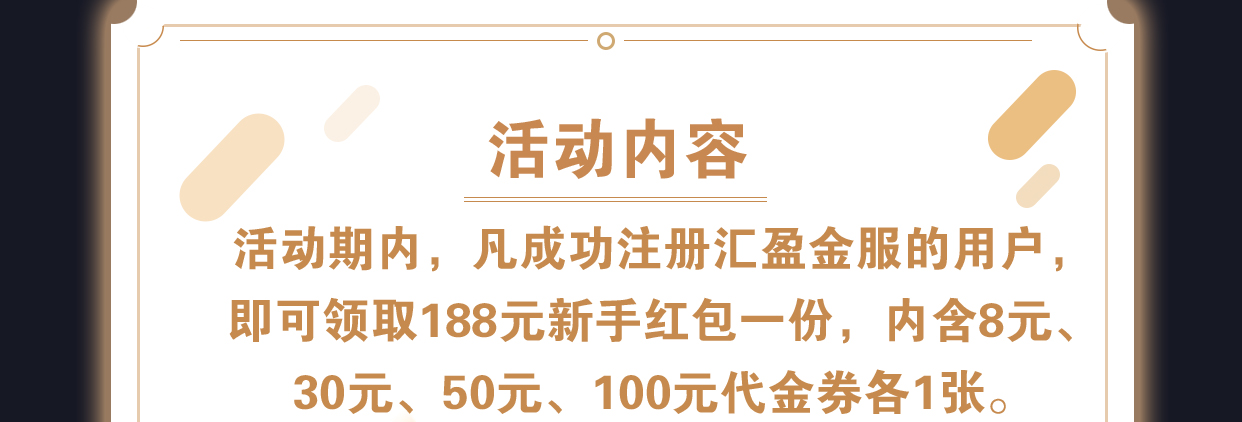 活动内容
活动期内，凡成功注册汇盈金服的用户，
即可领取188元新手红包一份，内含8元、
30元、50元、100元代金券各1张。